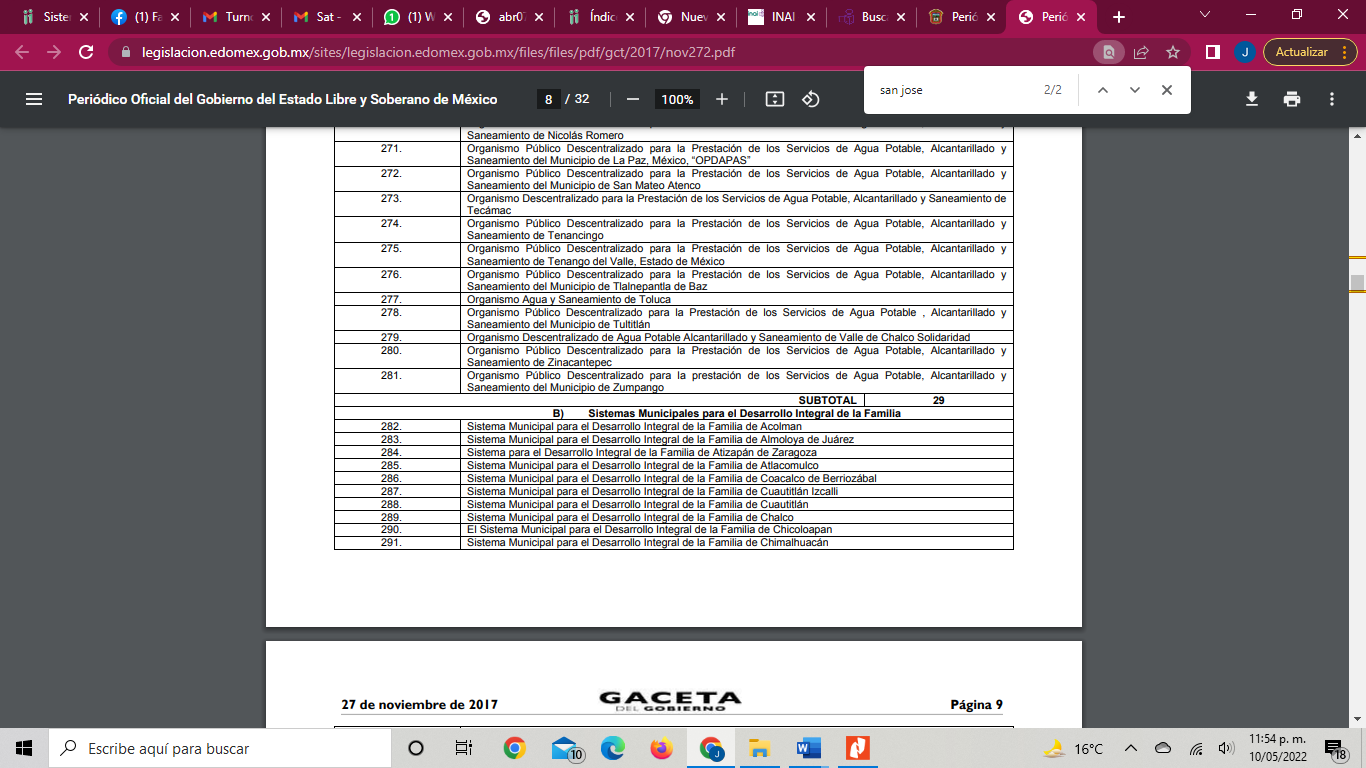 Siste
(1) Fa
Turn
Sat -
(1) W
abr0
Índic
Nuev
INAI
Busc
Perió
Perió
legislacion.edomex.gob.mx/sites/legislacion.edomex.gob.mx/files/files/pdf/gct/2017/nov272.pdf
J
Actualizar
Periódico Oficial del Gobierno del Estado Libre y Soberano de México
8 / 32
100%
san jose
2/2
Saneamiento de Nicolás Romero
271. Organismo Público Descentralizado para la Prestación de los Servicios de Agua Potable, Alcantarillado y
Saneamiento del Municipio de La Paz, México, "OPDAPAS"
272. Organismo Público Descentralizado para la Prestación de los Servicios de Agua Potable, Alcantarillado y
Saneamiento del Municipio de San Mateo Atenco
273. Organismo Descentralizado para la Prestación de los Servicios de Agua Potable, Alcantarillado y Saneamiento de
Tecámac
274. Organismo Público Descentralizado para la Prestación de los Servicios de Agua Potable, Alcantarillado y
Saneamiento de Tenancingo
275. Organismo Público Descentralizado para la Prestación de los Servicios de Agua Potable, Alcantarillado y
Saneamiento de Tenango del Valle, Estado de México
276. Organismo Público Descentralizado para la Prestación de los Servicios de Agua Potable, Alcantarillado y
Saneamiento del Municipio de Tlalnepantla de Baz
277. Organismo Agua y Saneamiento de Toluca
278. Organismo Público Descentralizado para la Prestación de los Servicios de Agua Potable , Alcantarillado y
Saneamiento del Municipio de Tultitlán
279. Organismo Descentralizado de Agua Potable Alcantarillado y Saneamiento de Valle de Chalco Solidaridad
280. Organismo Público Descentralizado para la Prestación de los Servicios de Agua Potable, Alcantarillado y
Saneamiento de Zinacantepec
281. Organismo Público Descentralizado para la prestación de los Servicios de Agua Potable, Alcantarillado y
Saneamiento del Municipio de Zumpango
SUBTOTAL 29
B) Sistemas Municipales para el Desarrollo Integral de la Familia
282. Sistema Municipal para el Desarrollo Integral de la Familia de Acolman
283. Sistema Municipal para el Desarrollo Integral de la Familia de Almoloya de Juárez
284. Sistema para el Desarrollo Integral de la Familia de Atizapán de Zaragoza
285. Sistema Municipal para el Desarrollo Integral de la Familia de Atlacomulco
286. Sistema Municipal para el Desarrollo Integral de la Familia de Coacalco de Berriozábal
287. Sistema Municipal para el Desarrollo Integral de la Familia de Cuautitlán Izcalli
288. Sistema Municipal para el Desarrollo Integral de la Familia de Cuautitlán
289. Sistema Municipal para el Desarrollo Integral de la Familia de Chalco
290. El Sistema Municipal para el Desarrollo Integral de la Familia de Chicoloapan
291. Sistema Municipal para el Desarrollo Integral de la Familia de Chimalhuacán
27 de noviembre de 2017
GACETA
DEL GOBIERNO
Página 9
Escribe aquí para buscar
10
J
16°C
11:54 p. m.
10/05/2022
18